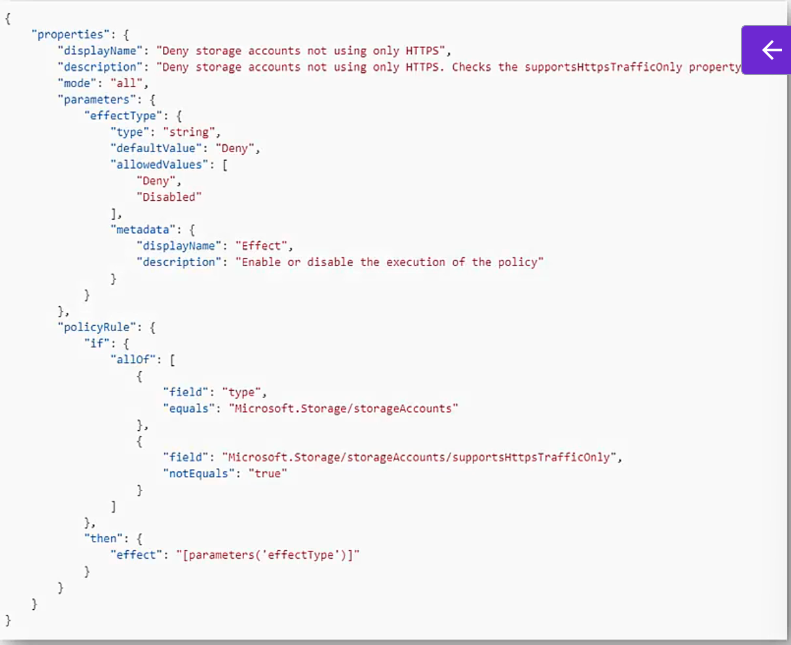 {
    "properties": {
        "displayName": "Deny storage accounts not using only HTTPS",
        "description": "Deny storage accounts not using only HTTPS. Checks the supportsHttpsTrafficOnly property
        "mode": "all",
        "parameters": {
            "effectType": {
                "type": "string",
                "defaultValue": "Deny",
                "allowedValues": [
                    "Deny",
                    "Disabled"
                ],
                "metadata": {
                    "displayName": "Effect",
                    "description": "Enable or disable the execution of the policy"
                }
            }
        },
        "policyRule": {
            "if": {
                "allOf": [
                    {
                        "field": "type",
                        "equals": "Microsoft.Storage/storageAccounts"
                    },
                    {
                        "field": "Microsoft.Storage/storageAccounts/supportsHttpsTrafficOnly",
                        "notEquals": "true"
                    }
                ]
            },
            "then": {
                "effect": "[parameters('effectType')]"
            }
        }
    }
}